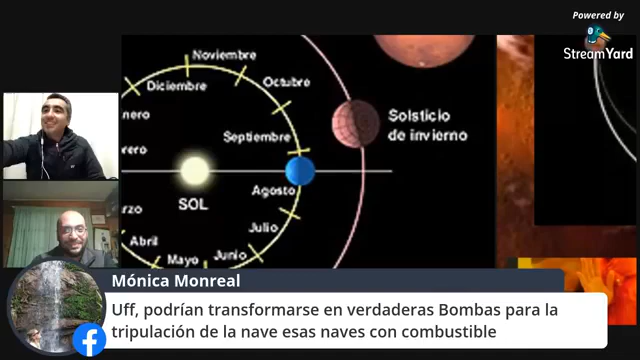 Powered by
StreamYard
Noviembre
Diciembre
Octubre
nero
Septiembre
rero
Solsticio
de invierno
SOL
Agosto
rzo
Julio
Abril
Mayo
Junio
Mónica Monreal
Uff, podrían transformarse en verdaderas Bombas para la
tripulación de la nave esas naves con combustible